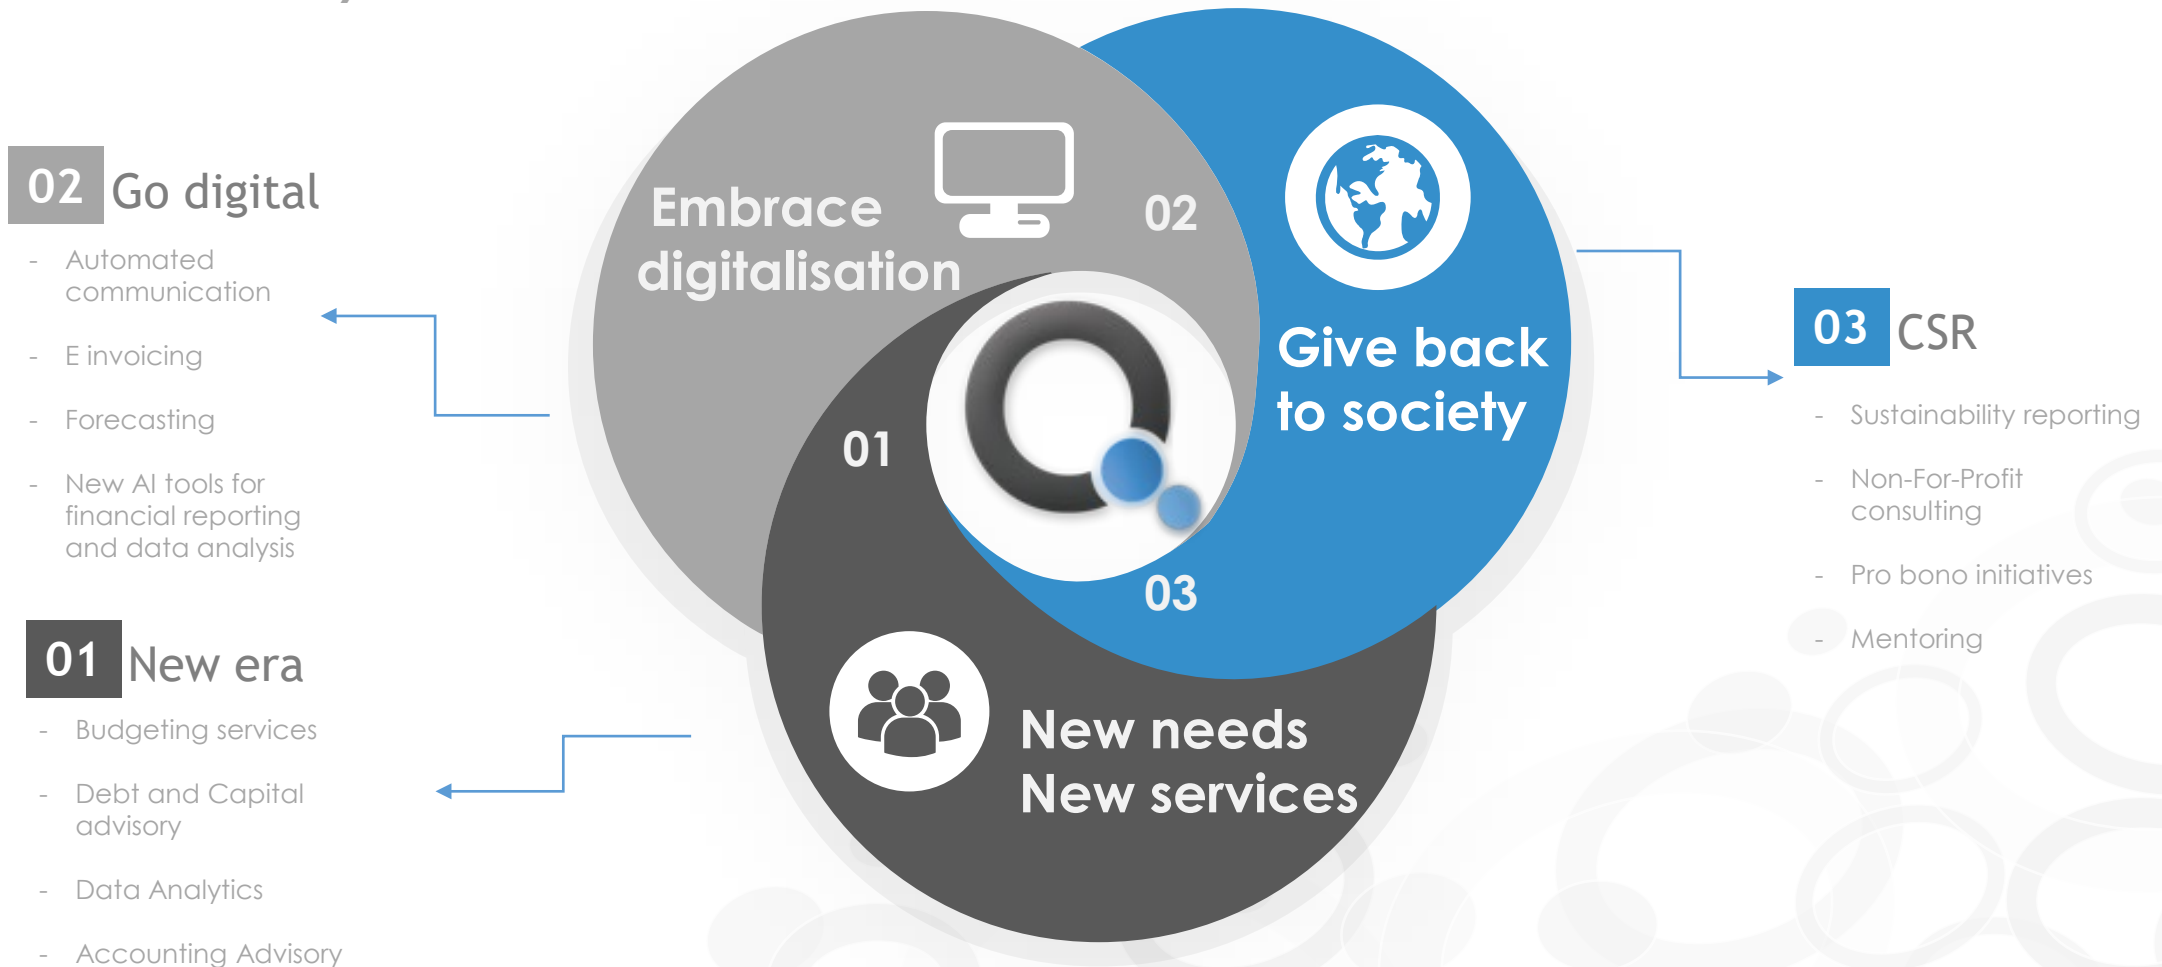 02 Go digital
- Automated
communication
- E invoicing
- Forecasting
- New AI tools for
financial reporting
and data analysis
01 New era
- Budgeting services
- Debt and Capital
advisory
- Data Analytics
- Accounting Advisory
Embrace
digitalisation
02
01
03
Give back
to society
New needs
New services
03 CSR
- Sustainability reporting
- Non-For-Profit
consulting
- Pro bono initiatives
- Mentoring